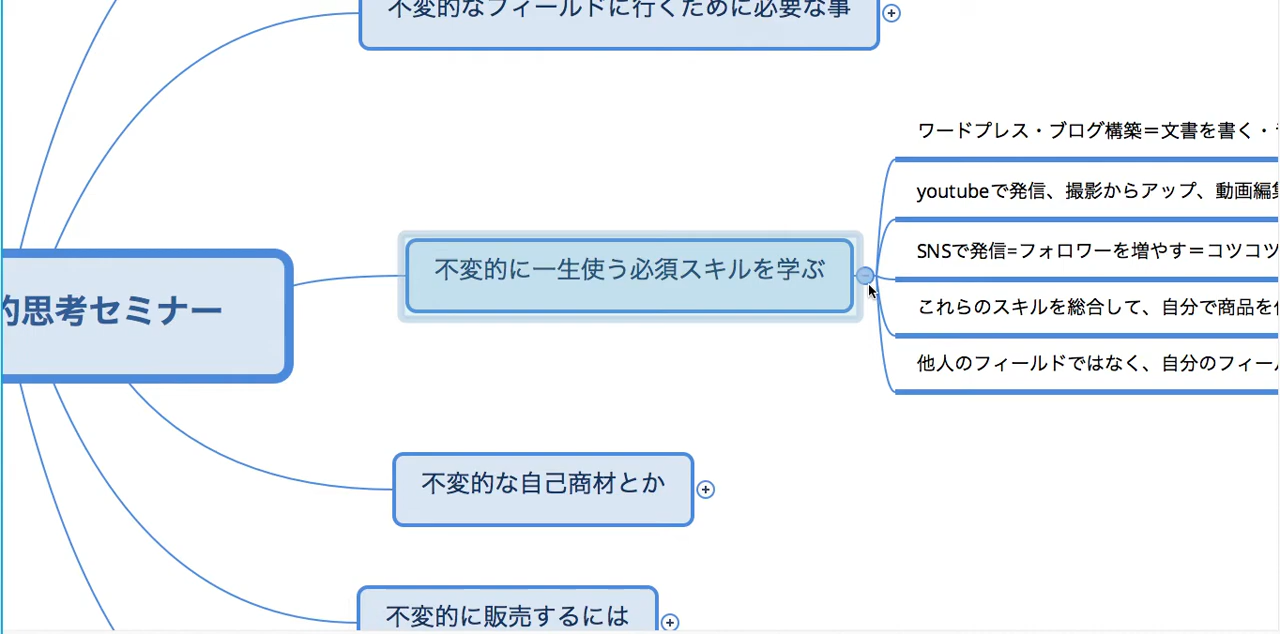 不変的なフィールドに行くために必要な事
ワードプレス・ブログ構築＝文書を書く・
youtubeで発信、撮影からアップ、動画編集
SNSで発信=フォロワーを増やす＝コツコツ
不変的に一生使う必須スキルを学ぶ
これらのスキルを総合して、自分で商品を
他人のフィールドではなく、自分のフィール
的思考セミナー
不変的な自己商材とか
不変的に販売するには